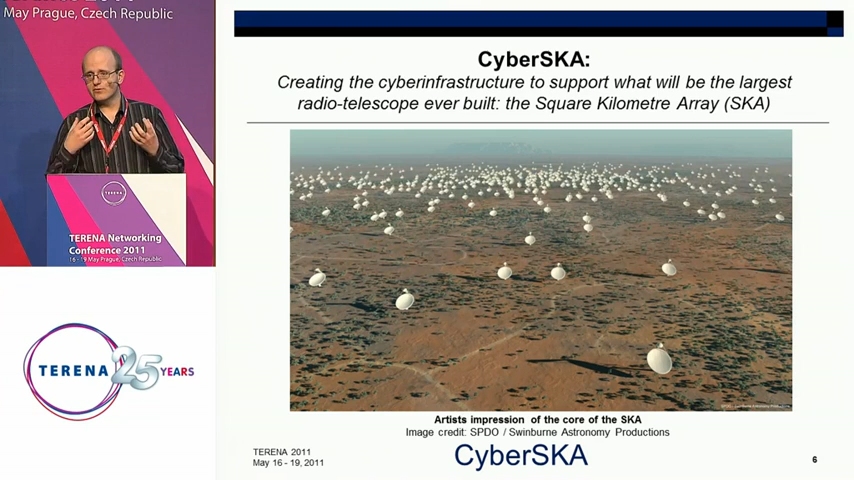 May Prague, Czech Republic
TERENA
TERENA Networking
Conference 2011
16 - 19 May Prague, Czech Republic
TERENA 25 YEARS
CyberSKA:
Creating the cyberinfrastructure to support what will be the largest
radio-telescope ever built: the Square Kilometre Array (SKA)
Artists impression of the core of the SKA
Image credit: SPDO / Swinburne Astronomy Productions
TERENA 2011
May 16 - 19, 2011
CyberSKA
6